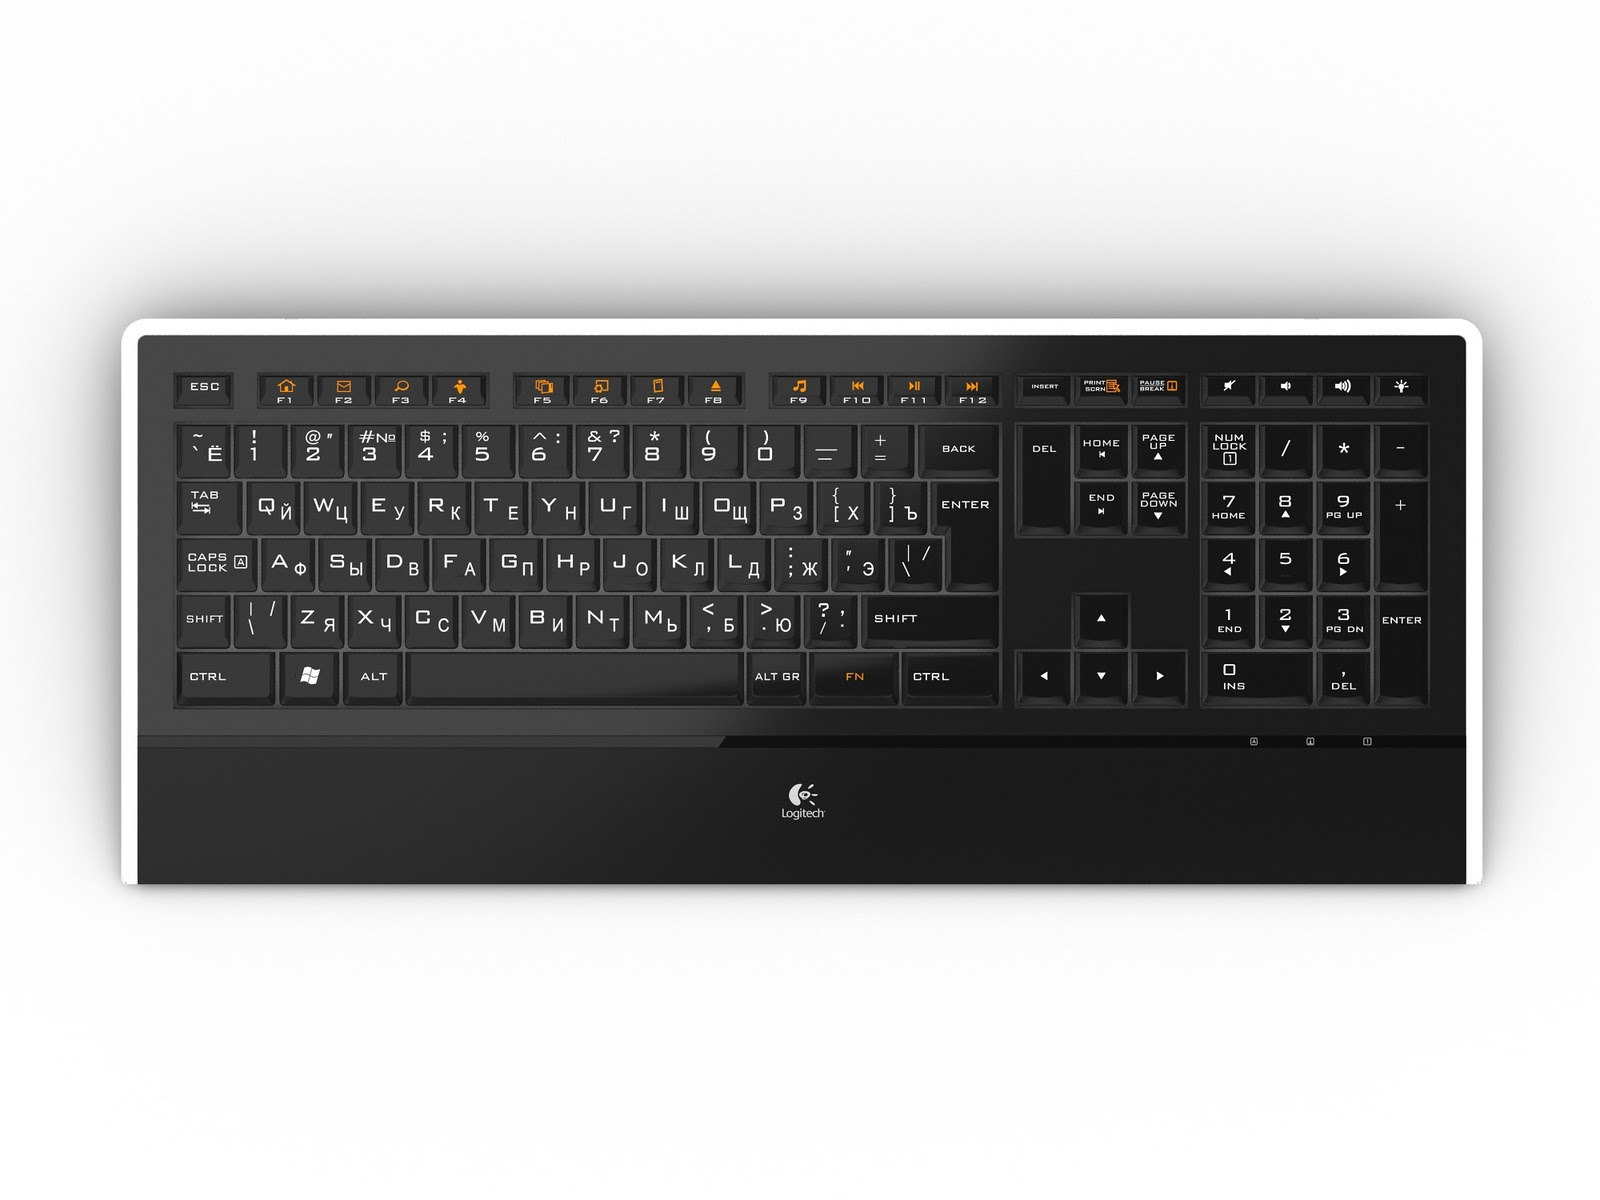 ESC F1 F2 F3 F4 F5 F6 F7 F8 F9 F10 F11 F12 INSERT PRINT SCRN PAUSE BREAK
~ ` Ё ! 1 @ " 2 # № 3 $ ; 4 % 5 ^ : 6 & ? 7 * 8 ( 9 ) 0 _ - + = BACK DEL HOME PAGE UP NUM LOCK 1 / * -
TAB Q Й W Ц E У R К T Е Y Н U Г I Ш O Щ P З { [ Х } ] Ъ ENTER END PAGE DOWN 7 HOME 8 9 PG UP +
CAPS LOCK A A Ф S Ы D В F А G П H Р J О K Л L Д : ; Ж " ' Э | / \ 4 5 6
SHIFT | / \ Z Я X Ч C С V М B И N Т M Ь < , Б > . Ю ? , / . SHIFT 1 END 2 3 PG DN ENTER
CTRL ALT ALT GR FN CTRL 0 INS , DEL
Logitech